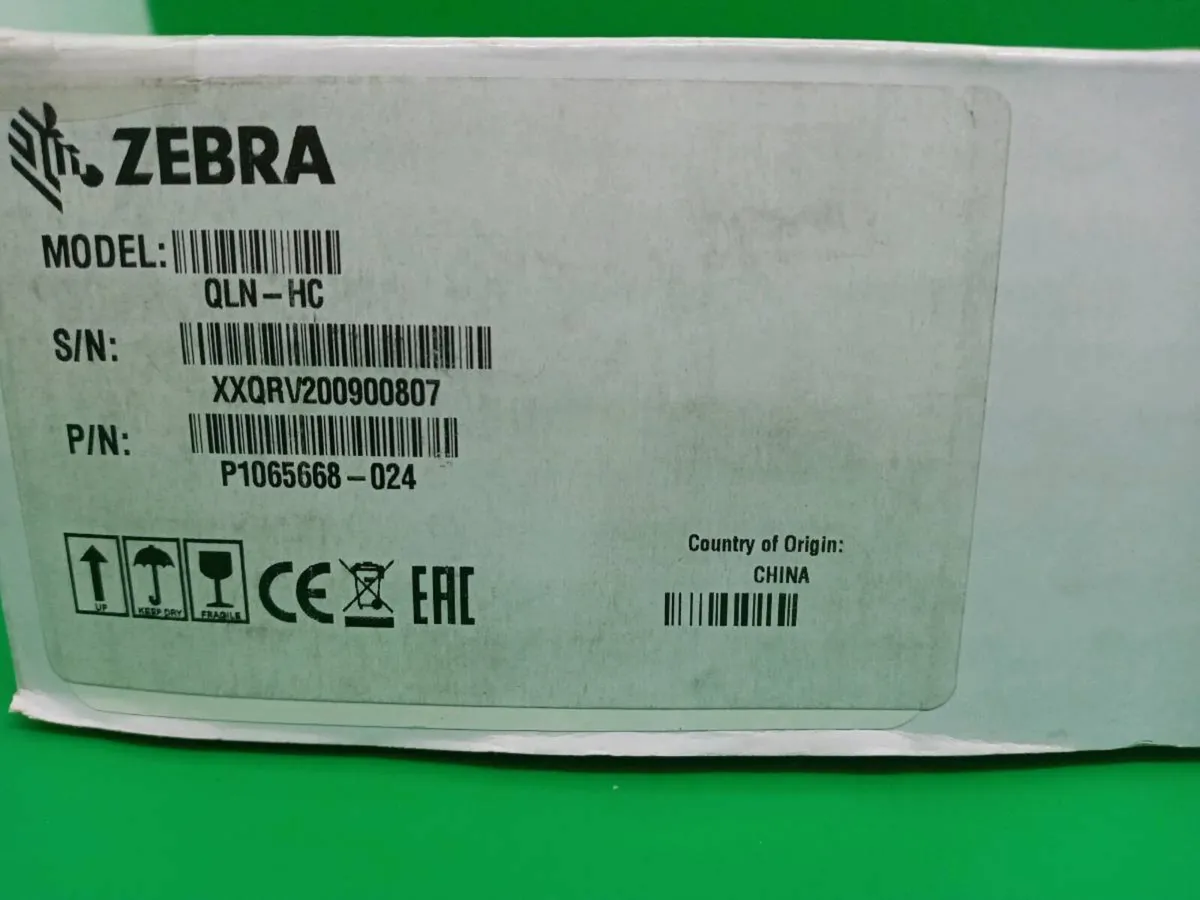 ZEBRA
MODEL:
QLN-HC
S/N:
XXQRV200900807
P/N:
P1065668-024
UP
KEEP DRY
FRAGILE
CE
EAC
Country of Origin:
CHINA